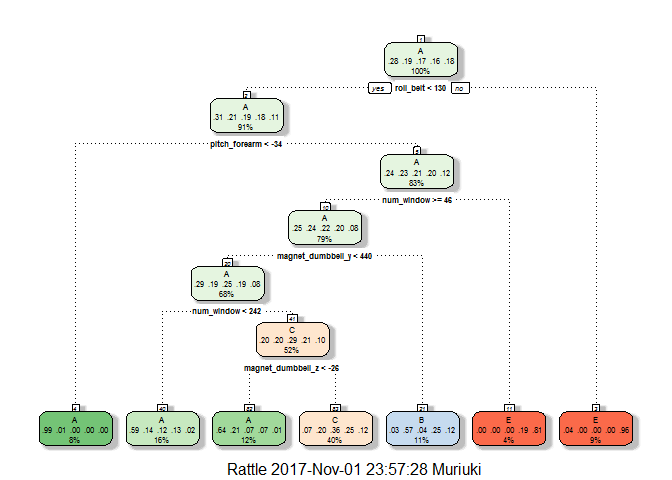 1
A
.28 .19 .17 .16 .18
100%
yes roll_belt < 130 no
2
A
.31 .21 .19 .18 .11
91%
pitch_forearm < -34
5
A
.24 .23 .21 .20 .12
83%
num_window >= 46
10
A
.25 .24 .22 .20 .08
79%
magnet_dumbbell_y < 440
20
A
.29 .19 .25 .19 .08
68%
num_window < 242
41
C
.20 .20 .29 .21 .10
52%
magnet_dumbbell_z < -26
4
A
.99 .01 .00 .00 .00
8%
40
A
.59 .14 .12 .13 .02
16%
82
A
.64 .21 .07 .07 .01
12%
83
C
.07 .20 .36 .25 .12
40%
21
B
.03 .57 .04 .25 .12
11%
11
E
.00 .00 .00 .19 .81
4%
3
E
.04 .00 .00 .00 .96
9%
Rattle 2017-Nov-01 23:57:28 Muriuki